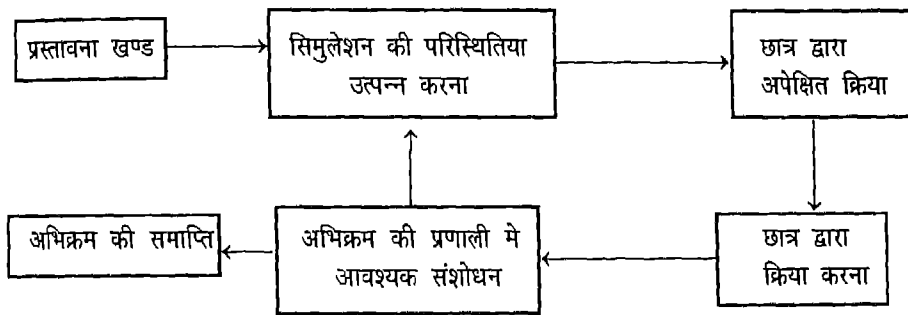 प्रस्तावना खण्ड
सिमुलेशन की परिस्थितिया
उत्पन्न करना
छात्र द्वारा
अपेक्षित क्रिया
अभिक्रम की समाप्ति
अभिक्रम की प्रणाली मे
आवश्यक संशोधन
छात्र द्वारा
क्रिया करना